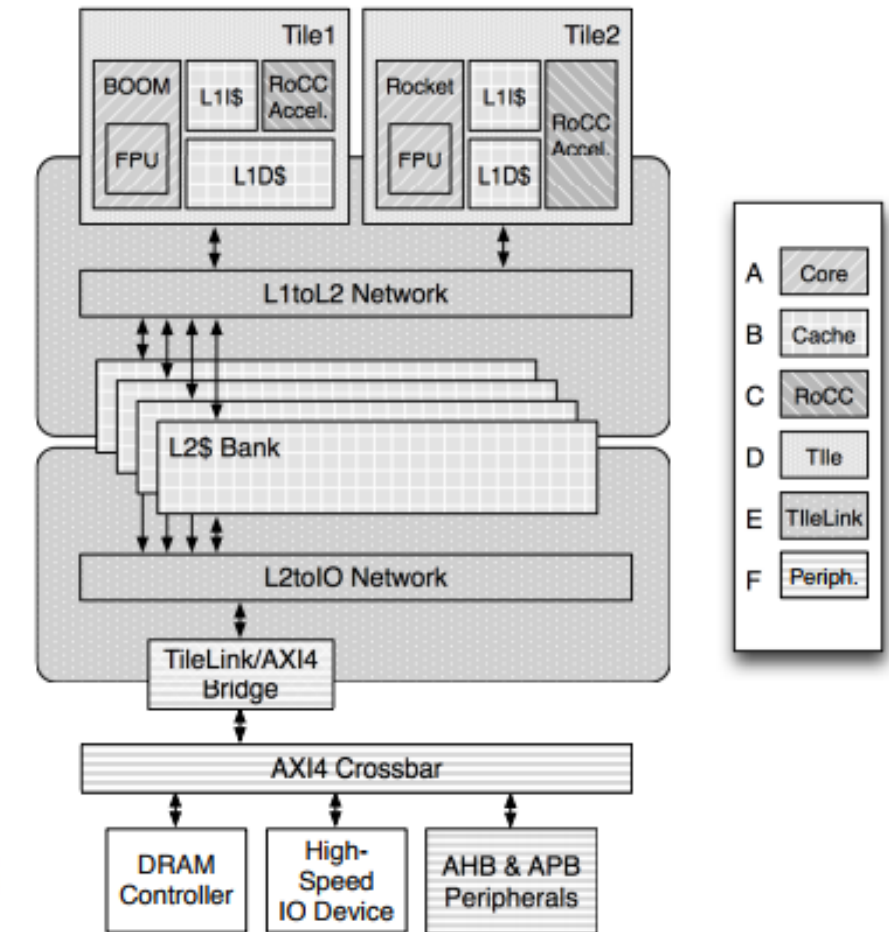 Tile1
BOOM
FPU
L1I$
RoCC
Accel.
L1D$
Tile2
Rocket
FPU
L1I$
L1D$
RoCC
Accel.
L1toL2 Network
L2$ Bank
L2toIO Network
TileLink/AXI4
Bridge
AXI4 Crossbar
DRAM
Controller
High-
Speed
IO Device
AHB & APB
Peripherals
A Core
B Cache
C RoCC
D TIle
E TIleLink
F Periph.